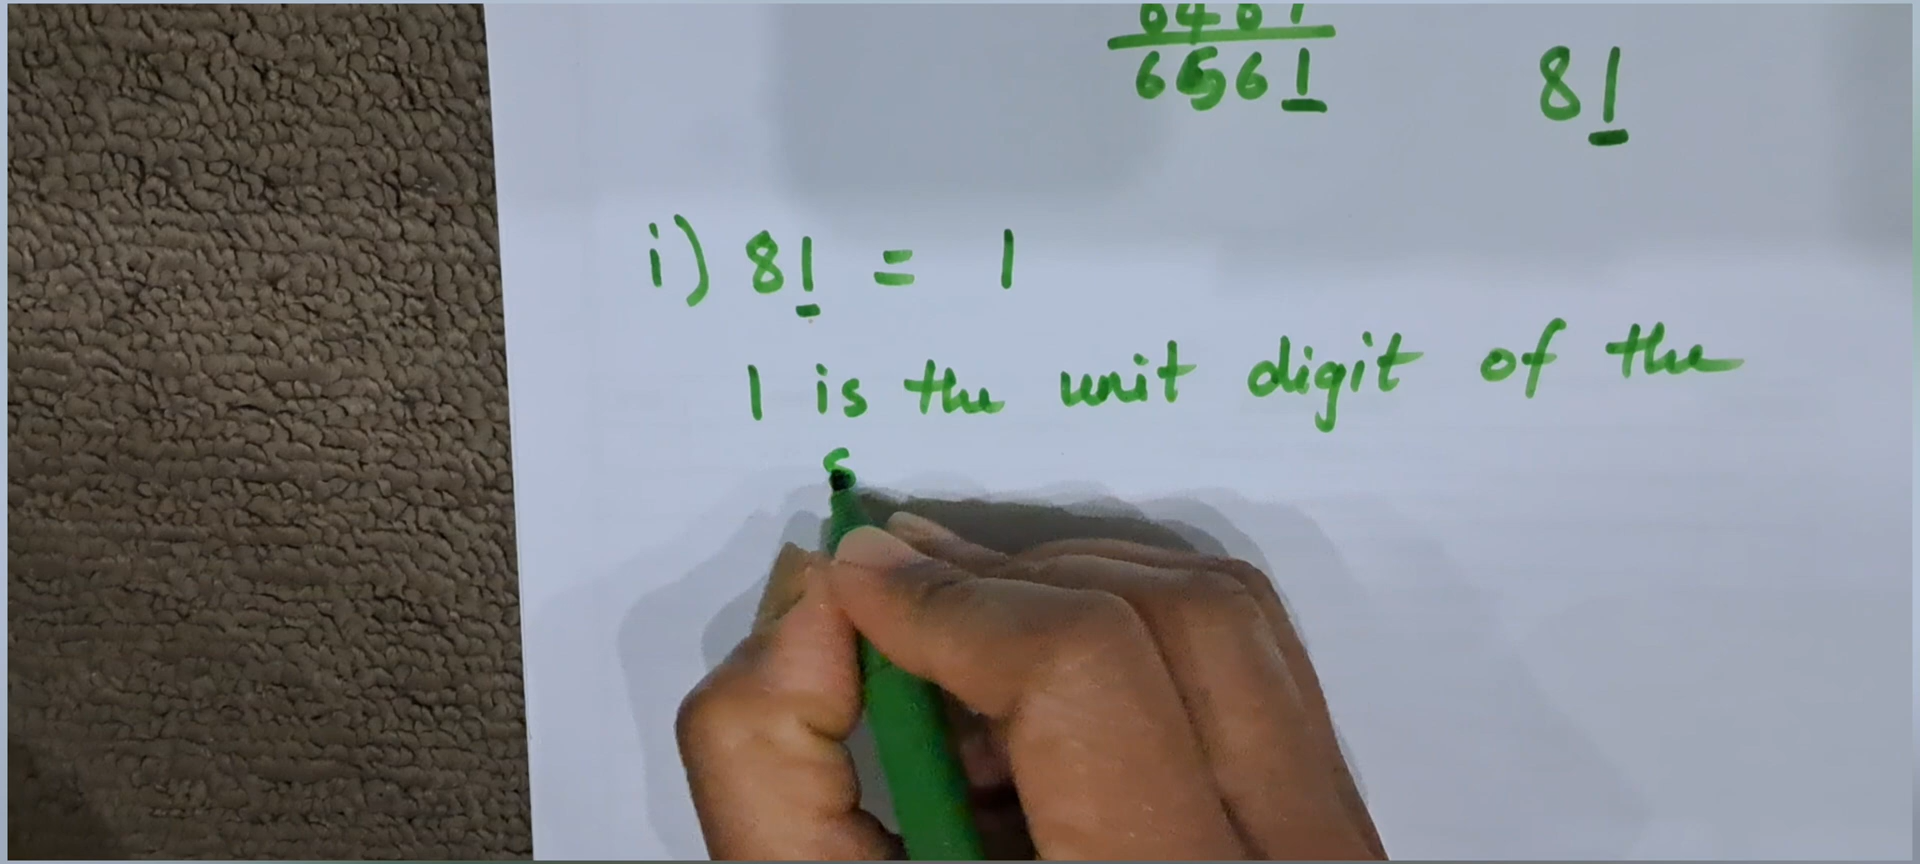 6561
81
i) 81 = 1
1 is the unit digit of the
s